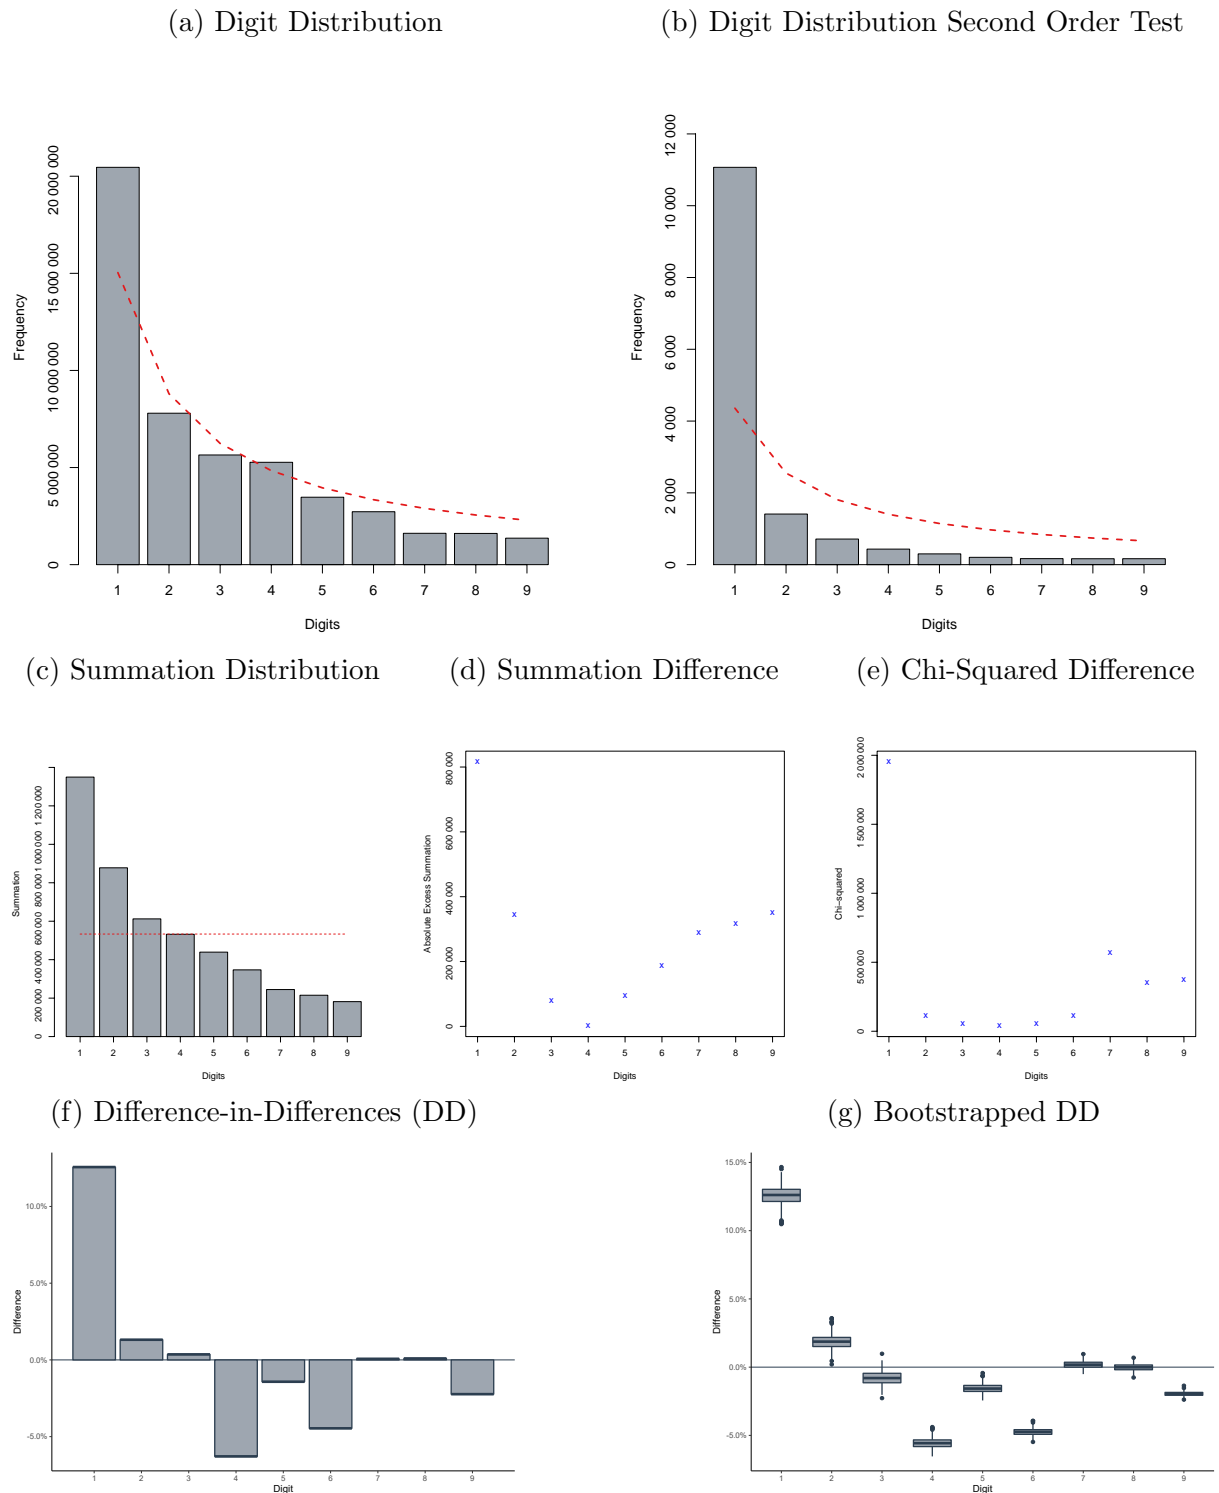 (a) Digit Distribution
(b) Digit Distribution Second Order Test
Frequency
20 000 000
15 000 000
10 000 000
5 000 000
0
1 2 3 4 5 6 7 8 9
Digits
Frequency
12 000
10 000
8 000
6 000
4 000
2 000
0
1 2 3 4 5 6 7 8 9
Digits
(c) Summation Distribution
(d) Summation Difference
(e) Chi-Squared Difference
Summation
1 200 000
1 000 000
800 000
600 000
400 000
200 000
0
1 2 3 4 5 6 7 8 9
Digits
Absolute Excess Summation
800 000
600 000
400 000
200 000
0
1 2 3 4 5 6 7 8 9
Digits
Chi−squared
2 000 000
1 500 000
1 000 000
500 000
0
1 2 3 4 5 6 7 8 9
Digits
(f) Difference-in-Differences (DD)
(g) Bootstrapped DD
Difference
10.0%
5.0%
0.0%
-5.0%
1 2 3 4 5 6 7 8 9
Digit
Difference
15.0%
10.0%
5.0%
0.0%
-5.0%
1 2 3 4 5 6 7 8 9
Digit